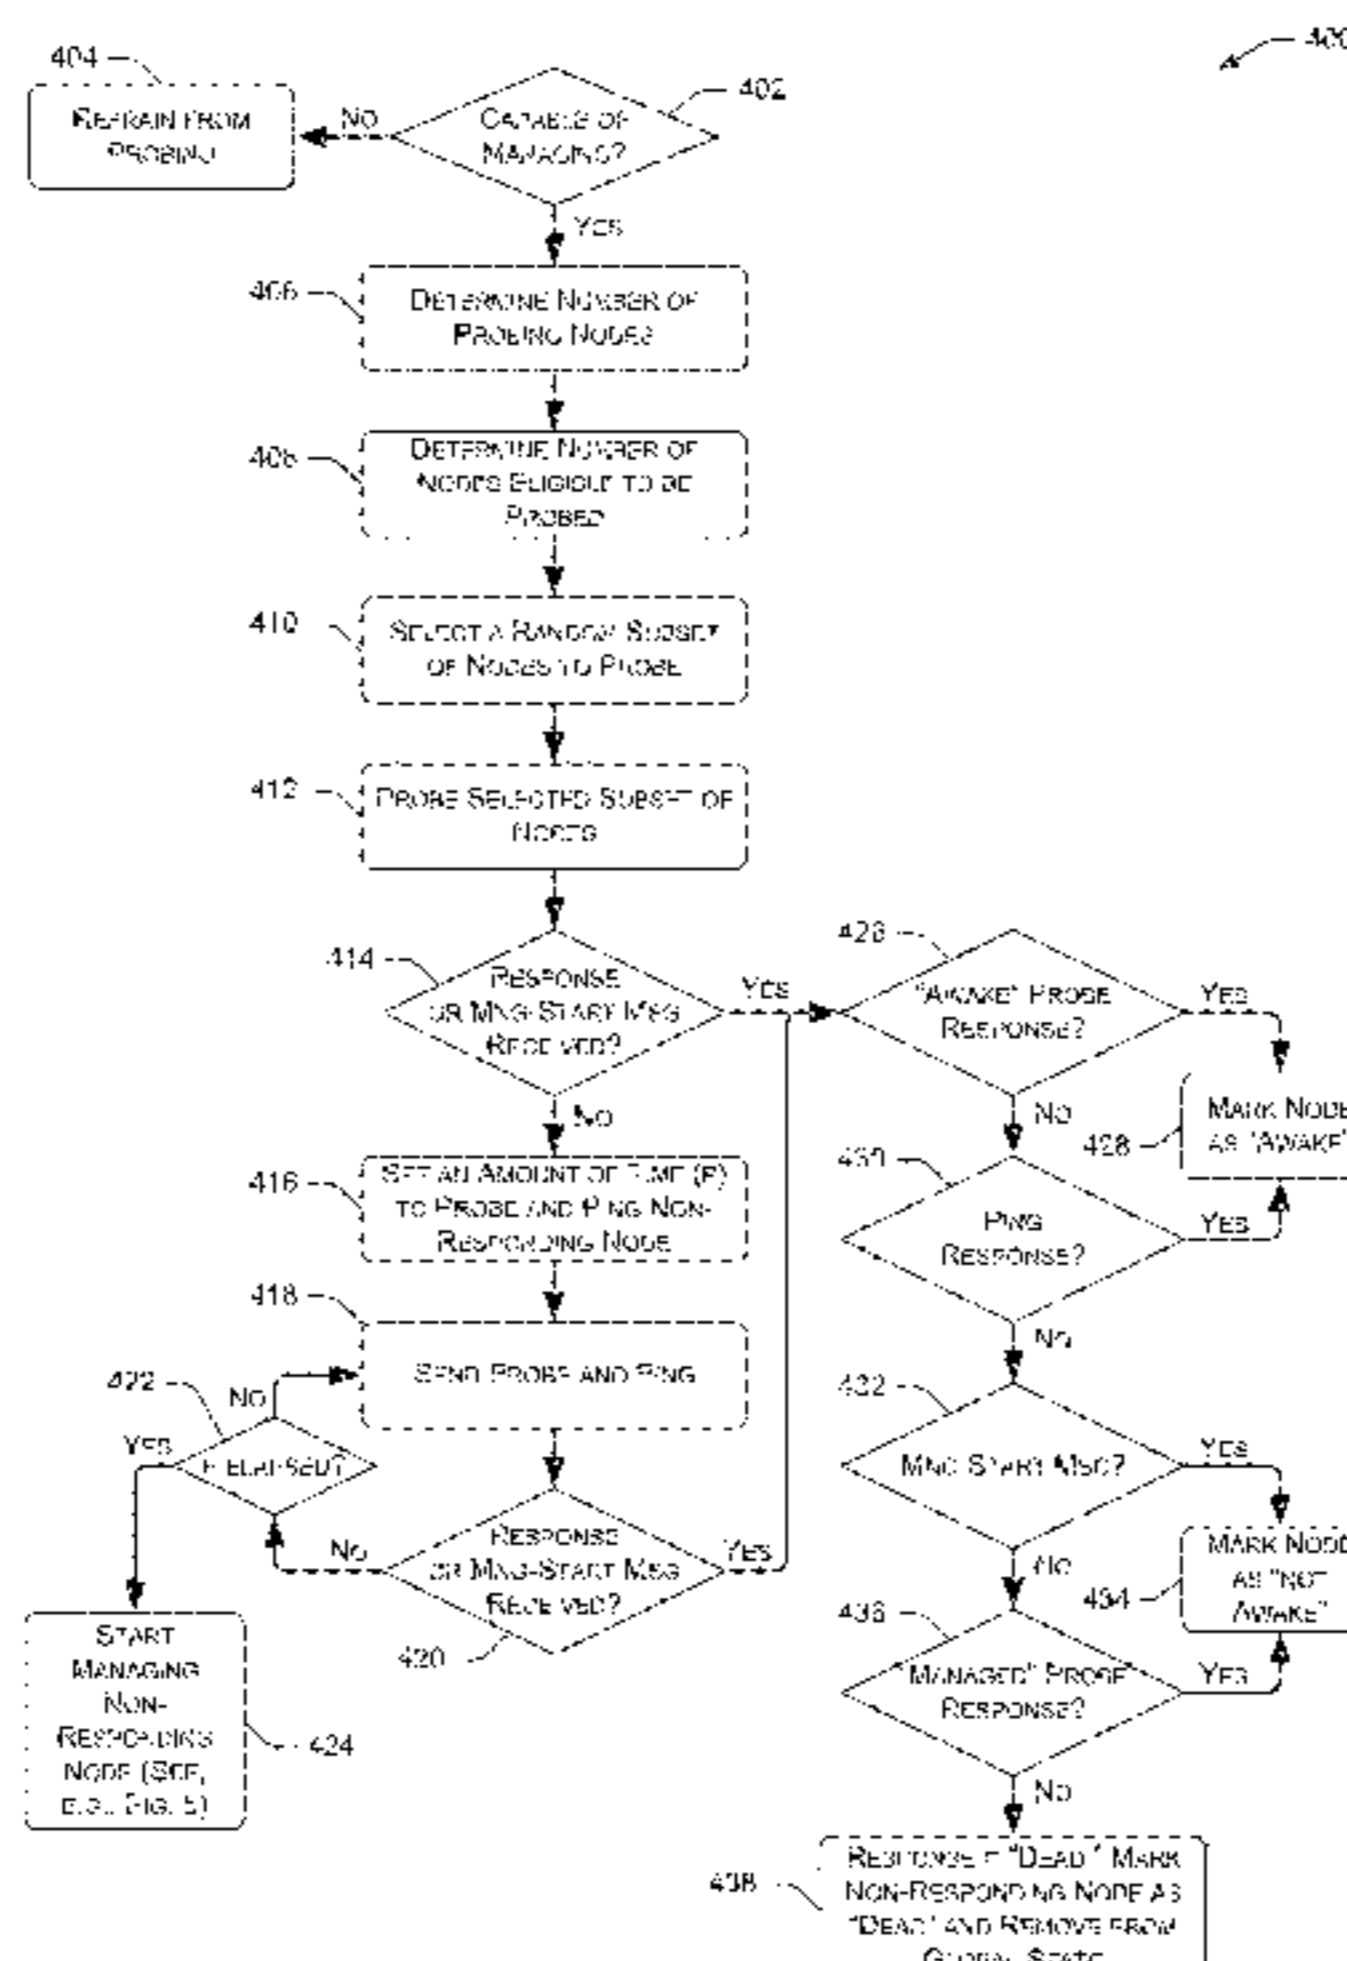 400
404
402
REFRAIN FROM
PROBING
NO
CAPABLE OF
MANAGING?
YES
406
DETERMINE NUMBER OF
PROBING NODES
408
DETERMINE NUMBER OF
NODES ELIGIBLE TO BE
PROBED
410
SELECT A RANDOM SUBSET
OF NODES TO PROBE
412
PROBE SELECTED SUBSET OF
NODES
414
RESPONSE
OR MNG-START MSG
RECEIVED?
YES
"AWAKE" PROBE
RESPONSE?
YES
NO
NO
428
MARK NODE
AS "AWAKE"
416
SET AN AMOUNT OF TIME (P)
TO PROBE AND PING NON-
RESPONDING NODE
430
PING
RESPONSE?
YES
NO
418
SEND PROBE AND PING
422
NO
YES
P ELAPSED?
432
MNG START MSG?
YES
NO
RESPONSE
OR MNG-START MSG
RECEIVED?
NO
YES
420
MARK NODE
AS "NOT
AWAKE"
434
436
"MANAGED" PROBE
RESPONSE?
YES
NO
START
MANAGING
NON-
RESPONDING
NODE (SEE,
E.G., FIG. 5)
424
438
RESPONSE = "DEAD." MARK
NON-RESPONDING NODE AS
"DEAD" AND REMOVE FROM
GLOBAL STATE